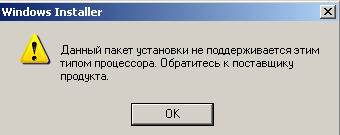 Windows Installer
Данный пакет установки не поддерживается этим
типом процессора. Обратитесь к поставщику
продукта.
OK